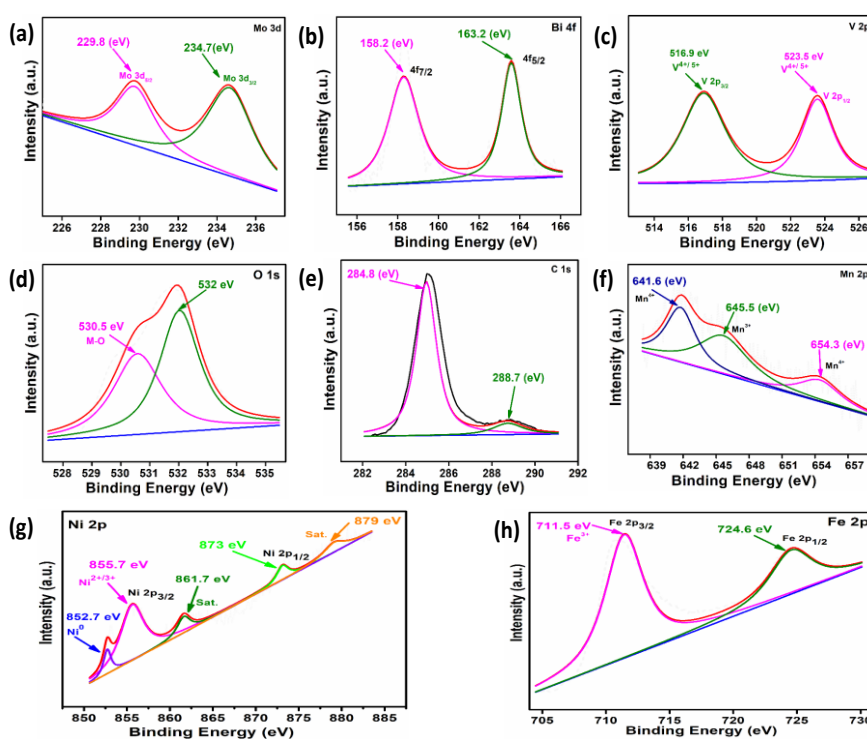 (a)
Mo 3d
229.8 (eV)
234.7(eV)
Mo 3d5/2
Mo 3d3/2
Intensity (a.u.)
226 228 230 232 234 236
Binding Energy (eV)
(b)
Bi 4f
158.2 (eV)
163.2 (eV)
4f7/2
4f5/2
Intensity (a.u.)
156 158 160 162 164 166
Binding Energy (eV)
(c)
V 2p
516.9 eV
V4+/ 5+
V 2p3/2
523.5 eV
V4+/ 5+
V 2p1/2
Intensity (a.u.)
514 516 518 520 522 524 526
Binding Energy (eV)
(d)
O 1s
532 eV
530.5 eV
M-O
Intensity (a.u.)
528 529 530 531 532 533 534 535
Binding Energy (eV)
(e)
C 1s
284.8 (eV)
288.7 (eV)
Intensity (a.u.)
282 284 286 288 290 292
Binding Energy (eV)
(f)
Mn 2p
641.6 (eV)
645.5 (eV)
654.3 (eV)
Intensity (a.u.)
639 642 645 648 651 654 657
Binding Energy (eV)
(g)
Ni 2p
879 eV
Sat.
873 eV
Ni 2p1/2
855.7 eV
Ni2+/3+
Ni 2p3/2
861.7 eV
Sat.
852.7 eV
Ni0
Intensity (a.u.)
850 855 860 865 870 875 880 885
Binding Energy (eV)
(h)
Fe 2p
711.5 eV
Fe3+
Fe 2p3/2
724.6 eV
Fe 2p1/2
Intensity (a.u.)
705 710 715 720 725 730
Binding Energy (eV)